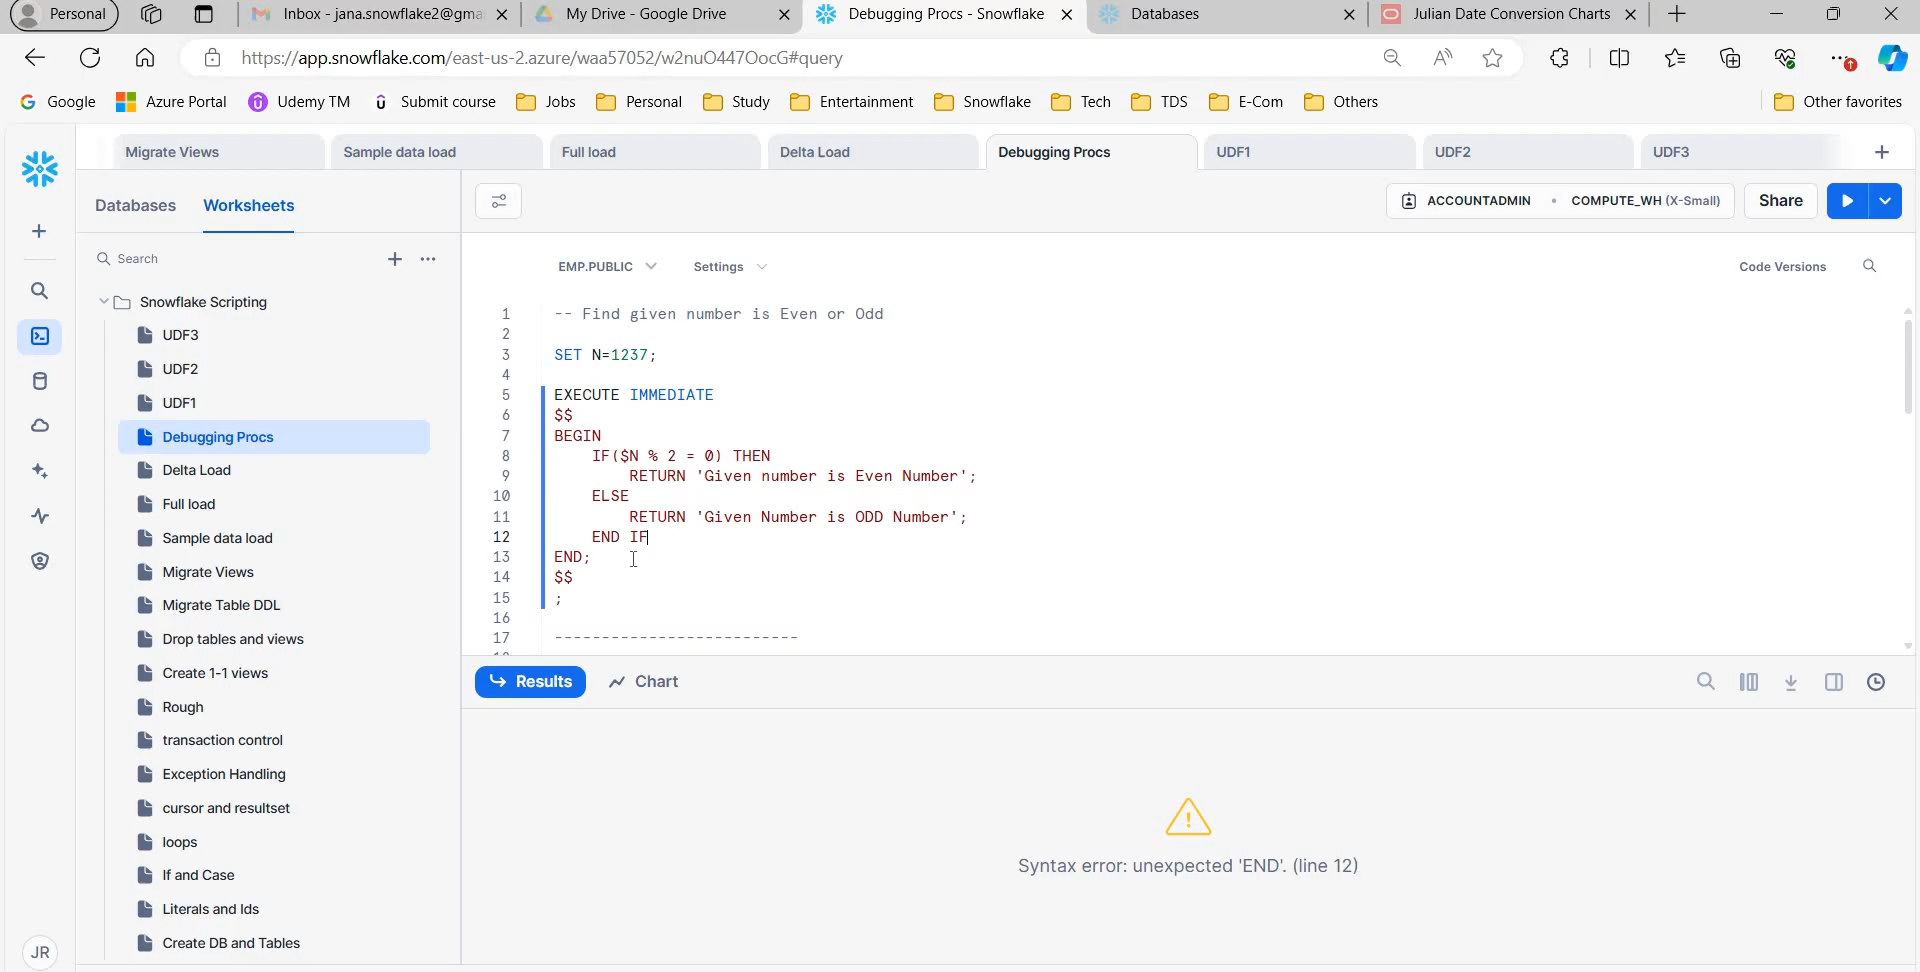 Personal
Inbox - jana.snowflake2@gma
My Drive - Google Drive
Debugging Procs - Snowflake
Databases
Julian Date Conversion Charts
https://app.snowflake.com/east-us-2.azure/waa57052/w2nuO447OocG#query
Google
Azure Portal
Udemy TM
Submit course
Jobs
Personal
Study
Entertainment
Snowflake
Tech
TDS
E-Com
Others
Other favorites
Migrate Views
Sample data load
Full load
Delta Load
Debugging Procs
UDF1
UDF2
UDF3
Databases
Worksheets
ACCOUNTADMIN
COMPUTE_WH (X-Small)
Share
Search
EMP.PUBLIC
Settings
Code Versions
Snowflake Scripting
UDF3
UDF2
UDF1
Debugging Procs
Delta Load
Full load
Sample data load
Migrate Views
Migrate Table DDL
Drop tables and views
Create 1-1 views
Rough
transaction control
Exception Handling
cursor and resultset
loops
If and Case
Literals and Ids
Create DB and Tables
JR
1 -- Find given number is Even or Odd
2
3 SET N=1237;
4
5 EXECUTE IMMEDIATE
6 $$
7 BEGIN
8 IF($N % 2 = 0) THEN
9 RETURN 'Given number is Even Number';
10 ELSE
11 RETURN 'Given Number is ODD Number';
12 END IF
13 END;
14 $$
15 ;
16
17 --------------------------
Results
Chart
Syntax error: unexpected 'END'. (line 12)